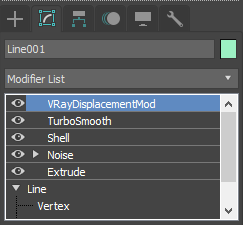 Line001
Modifier List
VRayDisplacementMod
TurboSmooth
Shell
Noise
Extrude
Line
Vertex